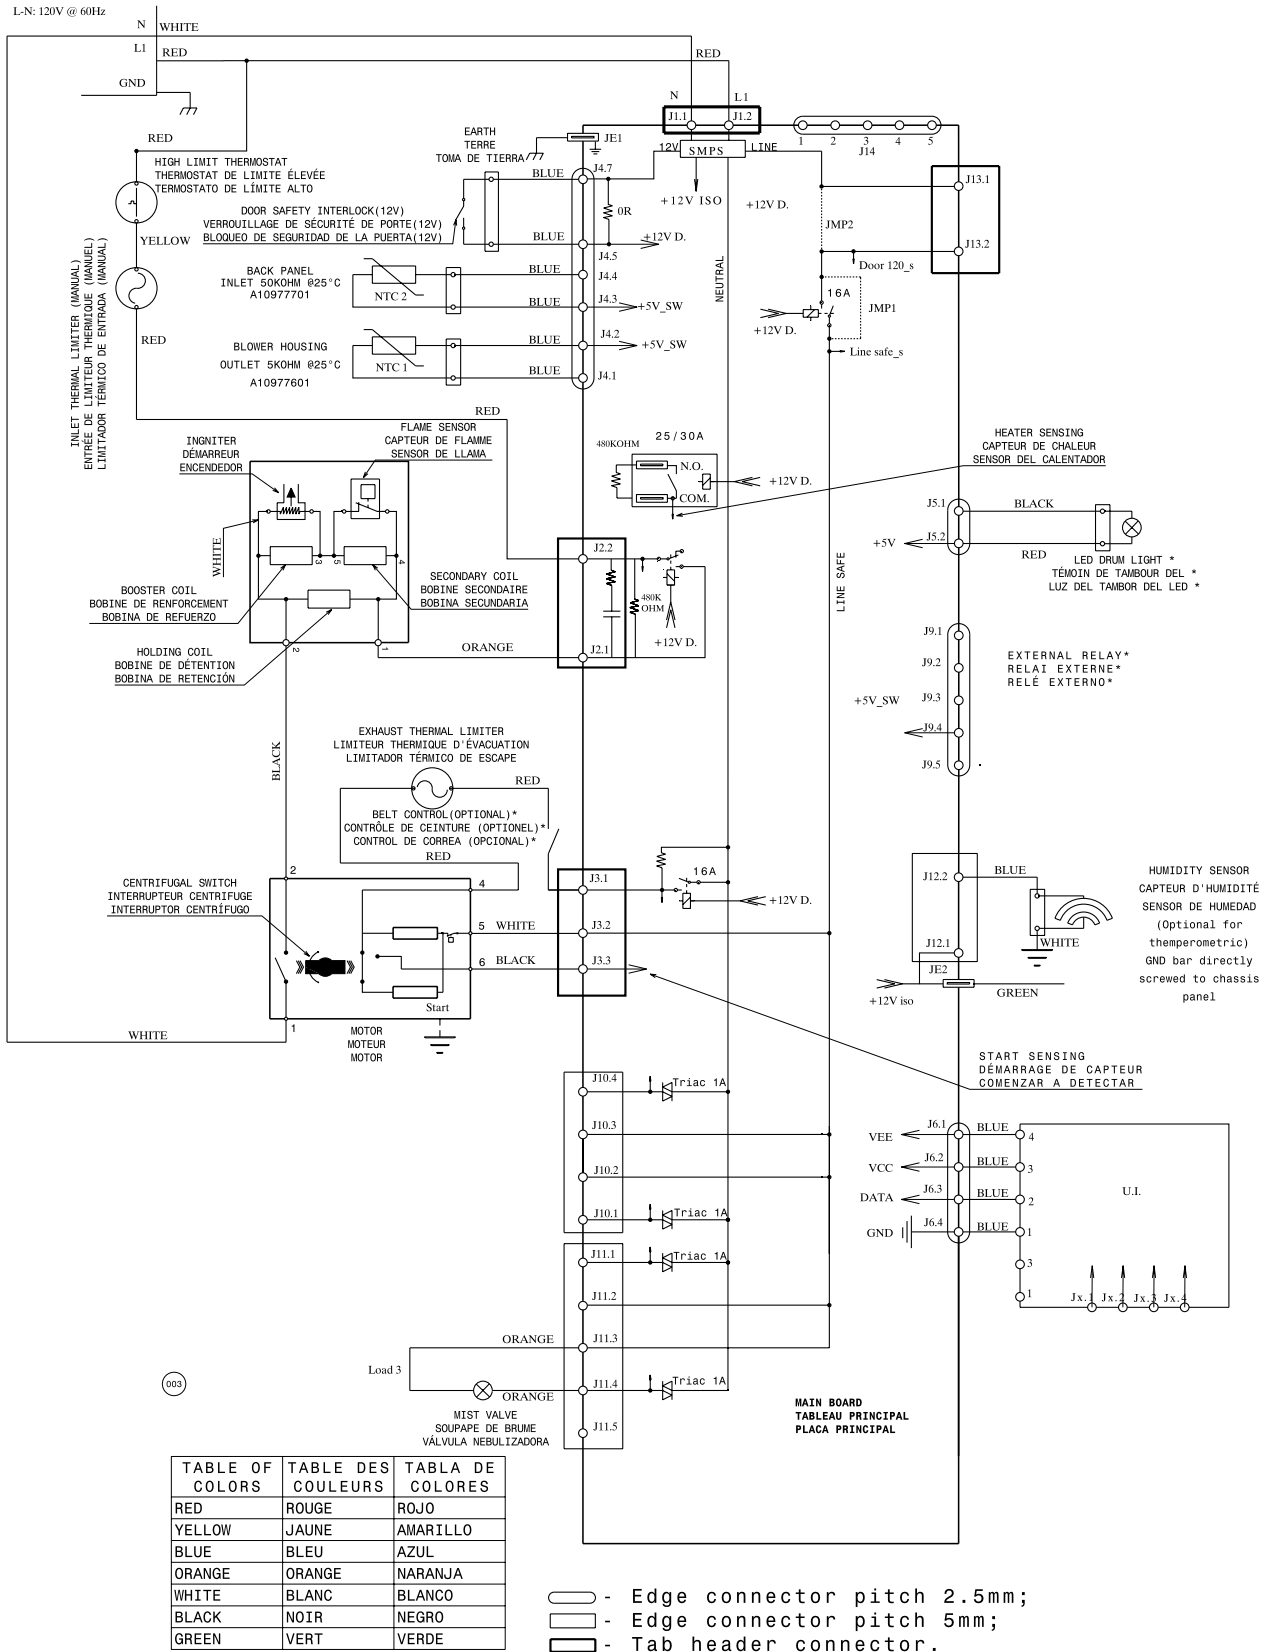 L-N: 120V @ 60Hz
N
WHITE
L1
RED
RED
GND
N
L1
J1.1
J1.2
RED
EARTH
TERRE
TOMA DE TIERRA
JE1
12V
SMPS
LINE
1
2
3
4
5
J14
HIGH LIMIT THERMOSTAT
THERMOSTAT DE LIMITE ÉLEVÉE
TERMOSTATO DE LÍMITE ALTO
BLUE
J4.7
J13.1
+12V ISO
+12V D.
0R
DOOR SAFETY INTERLOCK(12V)
VERROUILLAGE DE SÉCURITÉ DE PORTE(12V)
BLOQUEO DE SEGURIDAD DE LA PUERTA(12V)
JMP2
YELLOW
BLUE
+12V D.
J4.5
J13.2
Door 120_s
BACK PANEL
INLET 50KOHM @25°C
A10977701
NTC 2
BLUE
J4.4
BLUE
J4.3
+5V_SW
NEUTRAL
16A
JMP1
+12V D.
INLET THERMAL LIMITER (MANUAL)
ENTRÉE DE LIMITEUR THERMIQUE (MANUEL)
LIMITADOR TÉRMICO DE ENTRADA (MANUAL)
RED
BLOWER HOUSING
OUTLET 5KOHM @25°C
A10977601
NTC 1
BLUE
J4.2
+5V_SW
BLUE
J4.1
Line safe_s
RED
INGNITER
DÉMARREUR
ENCENDEDOR
FLAME SENSOR
CAPTEUR DE FLAMME
SENSOR DE LLAMA
25/30A
480KOHM
N.O.
COM.
+12V D.
HEATER SENSING
CAPTEUR DE CHALEUR
SENSOR DEL CALENTADOR
J5.1
BLACK
+5V
J5.2
RED
LED DRUM LIGHT *
TÉMOIN DE TAMBOUR DEL *
LUZ DEL TAMBOR DEL LED *
WHITE
3
5
4
J2.2
480K
OHM
+12V D.
J2.1
LINE SAFE
BOOSTER COIL
BOBINE DE RENFORCEMENT
BOBINA DE REFUERZO
SECONDARY COIL
BOBINE SECONDAIRE
BOBINA SECUNDARIA
HOLDING COIL
BOBINE DE DÉTENTION
BOBINA DE RETENCIÓN
2
1
ORANGE
J9.1
J9.2
J9.3
J9.4
J9.5
+5V_SW
EXTERNAL RELAY*
RELAI EXTERNE*
RELÉ EXTERNO*
BLACK
EXHAUST THERMAL LIMITER
LIMITEUR THERMIQUE D'ÉVACUATION
LIMITADOR TÉRMICO DE ESCAPE
RED
BELT CONTROL(OPTIONAL)*
CONTRÔLE DE CEINTURE (OPTIONEL)*
CONTROL DE CORREA (OPCIONAL)*
RED
CENTRIFUGAL SWITCH
INTERRUPTEUR CENTRIFUGE
INTERRUPTOR CENTRÍFUGO
2
4
5
WHITE
6
BLACK
Start
1
J3.1
J3.2
J3.3
16A
+12V D.
J12.2
BLUE
J12.1
WHITE
JE2
+12V iso
GREEN
HUMIDITY SENSOR
CAPTEUR D'HUMIDITÉ
SENSOR DE HUMEDAD
(Optional for
themperometric)
GND bar directly
screwed to chassis
panel
WHITE
MOTOR
MOTEUR
MOTOR
START SENSING
DÉMARRAGE DE CAPTEUR
COMENZAR A DETECTAR
J10.4
Triac 1A
J10.3
J10.2
J10.1
Triac 1A
J11.1
Triac 1A
J11.2
J11.3
J11.4
Triac 1A
J11.5
VEE
J6.1
BLUE
4
VCC
J6.2
BLUE
3
DATA
J6.3
BLUE
2
GND
J6.4
BLUE
1
3
1
U.I.
Jx.1
Jx.2
Jx.3
Jx.4
ORANGE
Load 3
ORANGE
MIST VALVE
SOUPAPE DE BRUME
VÁLVULA NEBULIZADORA
003
MAIN BOARD
TABLEAU PRINCIPAL
PLACA PRINCIPAL
TABLE OF COLORS TABLE DES COULEURS TABLA DE COLORES
RED ROUGE ROJO
YELLOW JAUNE AMARILLO
BLUE BLEU AZUL
ORANGE ORANGE NARANJA
WHITE BLANC BLANCO
BLACK NOIR NEGRO
GREEN VERT VERDE
- Edge connector pitch 2.5mm;
- Edge connector pitch 5mm;
- Tab header connector.